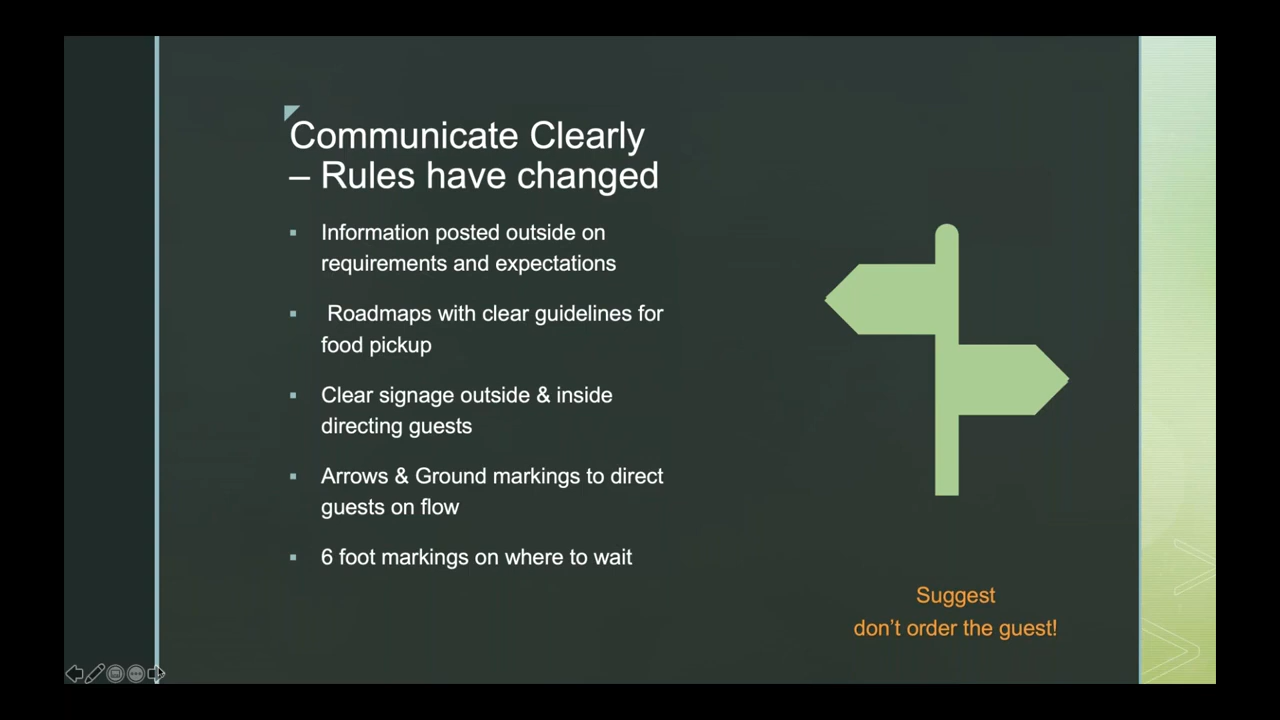 Communicate Clearly
– Rules have changed
▪ Information posted outside on
requirements and expectations
▪ Roadmaps with clear guidelines for
food pickup
▪ Clear signage outside & inside
directing guests
▪ Arrows & Ground markings to direct
guests on flow
▪ 6 foot markings on where to wait
Suggest
don’t order the guest!